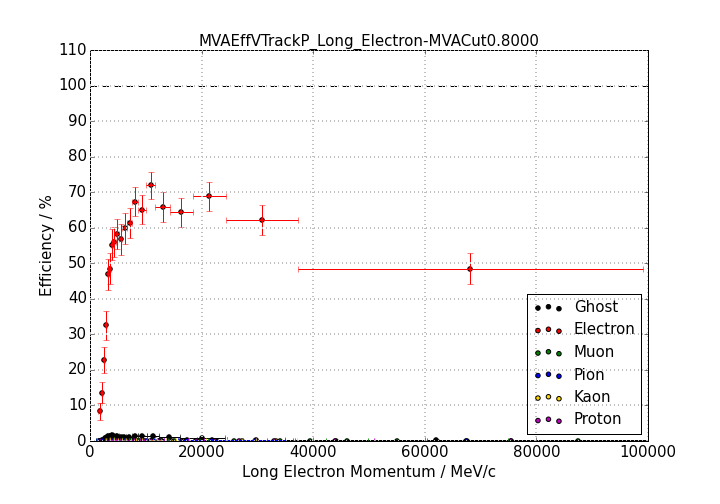 MVAEffVTrackP_Long_Electron-MVACut0.8000
110
100
90
80
70
60
50
40
30
20
10
0
Efficiency / %
Ghost
Electron
Muon
Pion
Kaon
Proton
0 20000 40000 60000 80000 100000
Long Electron Momentum / MeV/c